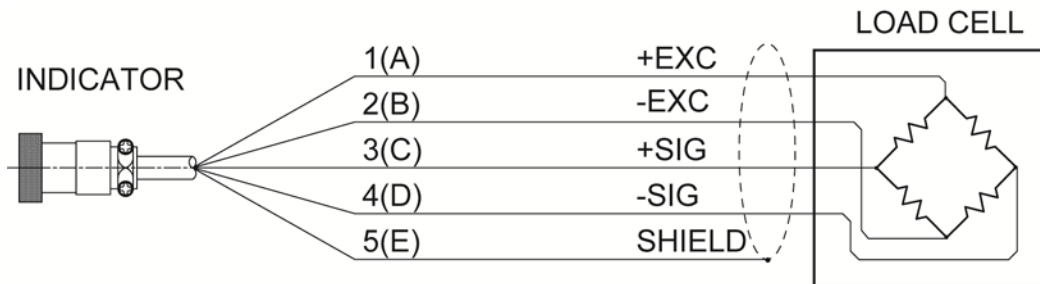 LOAD CELL
INDICATOR
1(A) +EXC
2(B) -EXC
3(C) +SIG
4(D) -SIG
5(E) SHIELD